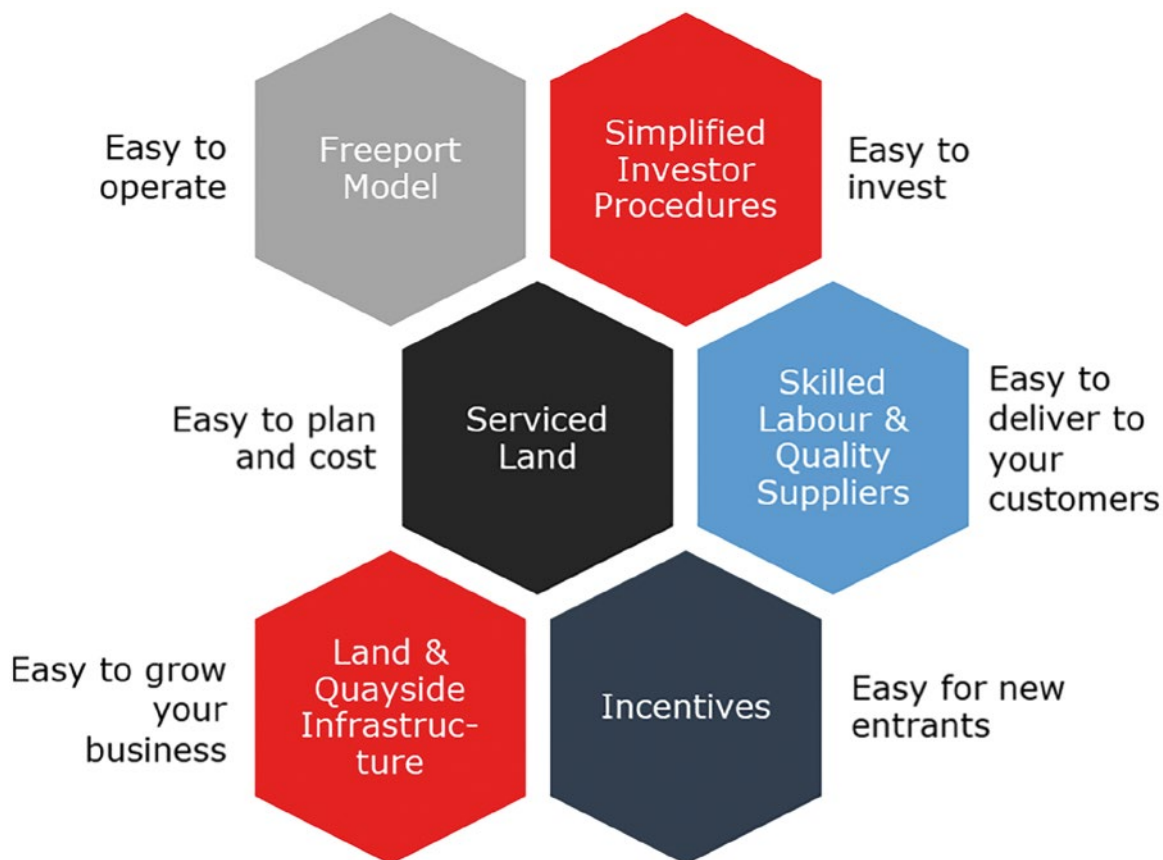 Easy to
operate
Freeport
Model
Simplified
Investor
Procedures
Easy to
invest
Easy to plan
and cost
Serviced
Land
Skilled
Labour &
Quality
Suppliers
Easy to
deliver to
your
customers
Easy to grow
your
business
Land &
Quayside
Infrastruc-
ture
Incentives
Easy for new
entrants